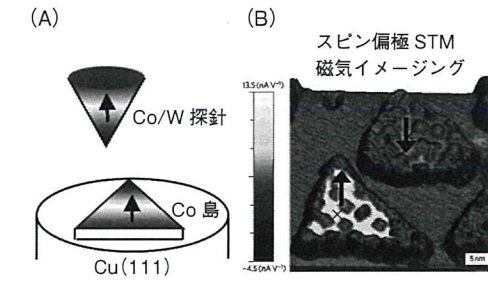 (A)
Co/W 探針
Co 島
Cu(111)
(B)
スピン偏極 STM
磁気イメージング
13.5(nA V⁻¹)
−4.5(nA V⁻¹)
5nm